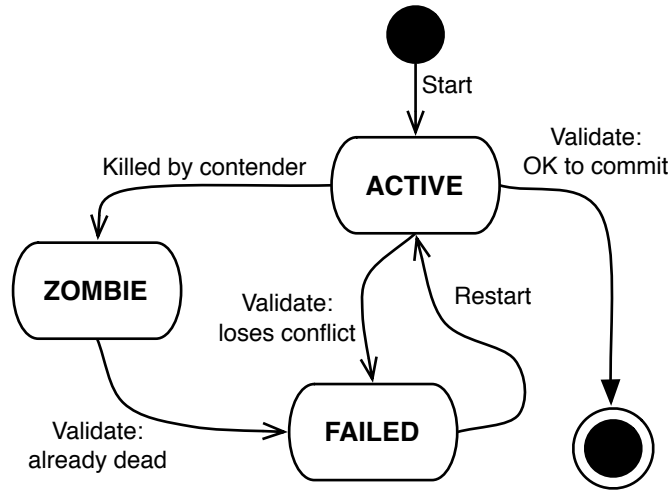 Start
Validate:
OK to commit
Killed by contender
ACTIVE
ZOMBIE
Validate:
loses conflict
Restart
FAILED
Validate:
already dead